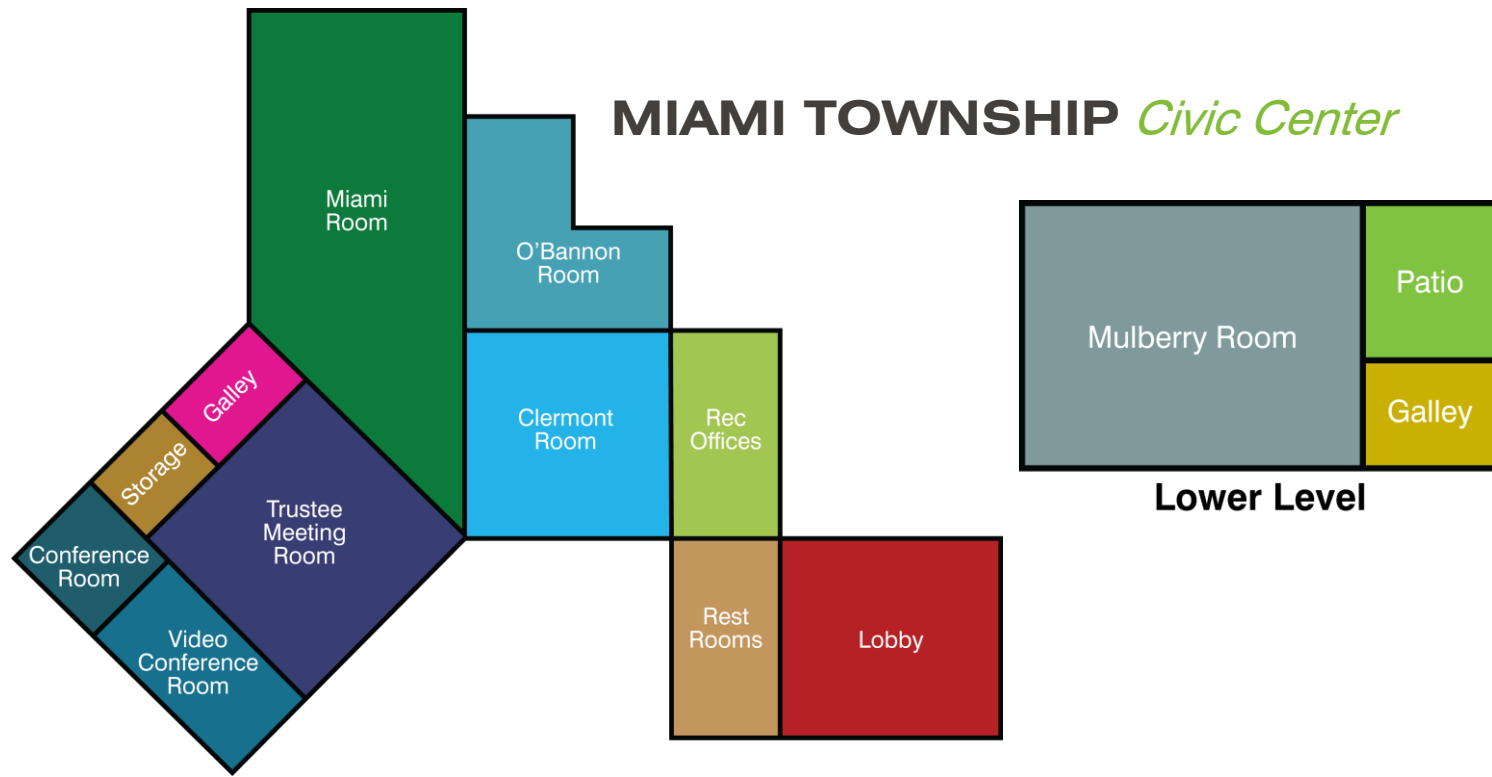 MIAMI TOWNSHIP Civic Center
Miami
Room
O’Bannon
Room
Patio
Mulberry Room
Galley
Clermont
Room
Rec
Offices
Galley
Storage
Lower Level
Trustee
Meeting
Room
Conference
Room
Video
Conference
Room
Rest
Rooms
Lobby